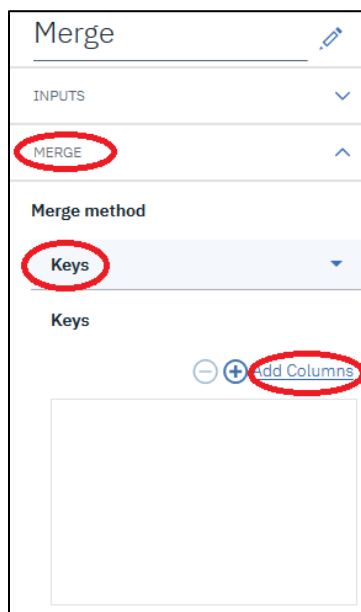 Merge
INPUTS
MERGE
Merge method
Keys
Keys
Add Columns